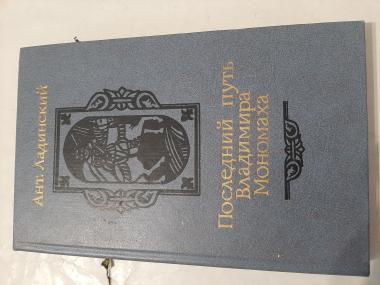 Ант. Ладинский
Последний путь
Владимира
Мономаха